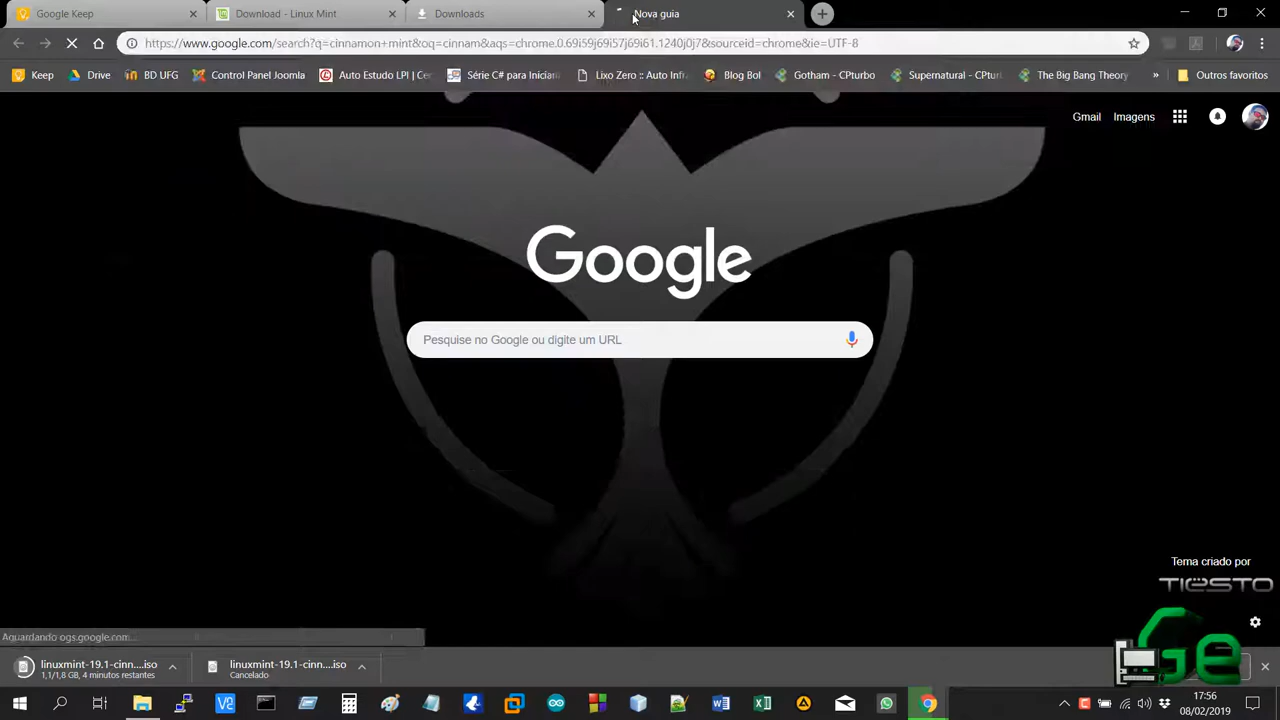 Google Keep
Download - Linux Mint
Downloads
Nova guia
https://www.google.com/search?q=cinnamon+mint&oq=cinnam&aqs=chrome.0.69i59j69i57j69i61.1240j0j7&sourceid=chrome&ie=UTF-8
Keep
Drive
BD UFG
Control Panel Joomla
Auto Estudo LPI | Cer
Série C# para Inician
Lixo Zero :: Auto Infra
Blog Bol
Gotham - CPturbo
Supernatural - CPturb
The Big Bang Theory
»
Outros favoritos
Gmail
Imagens
Google
Pesquise no Google ou digite um URL
Tema criado por
TIËSTO
Aguardando ogs.google.com...
linuxmint-19.1-cinn....iso
1,1/1,8 GB, 4 minutos restantes
linuxmint-19.1-cinn....iso
Cancelado
Ge
17:56
08/02/2019